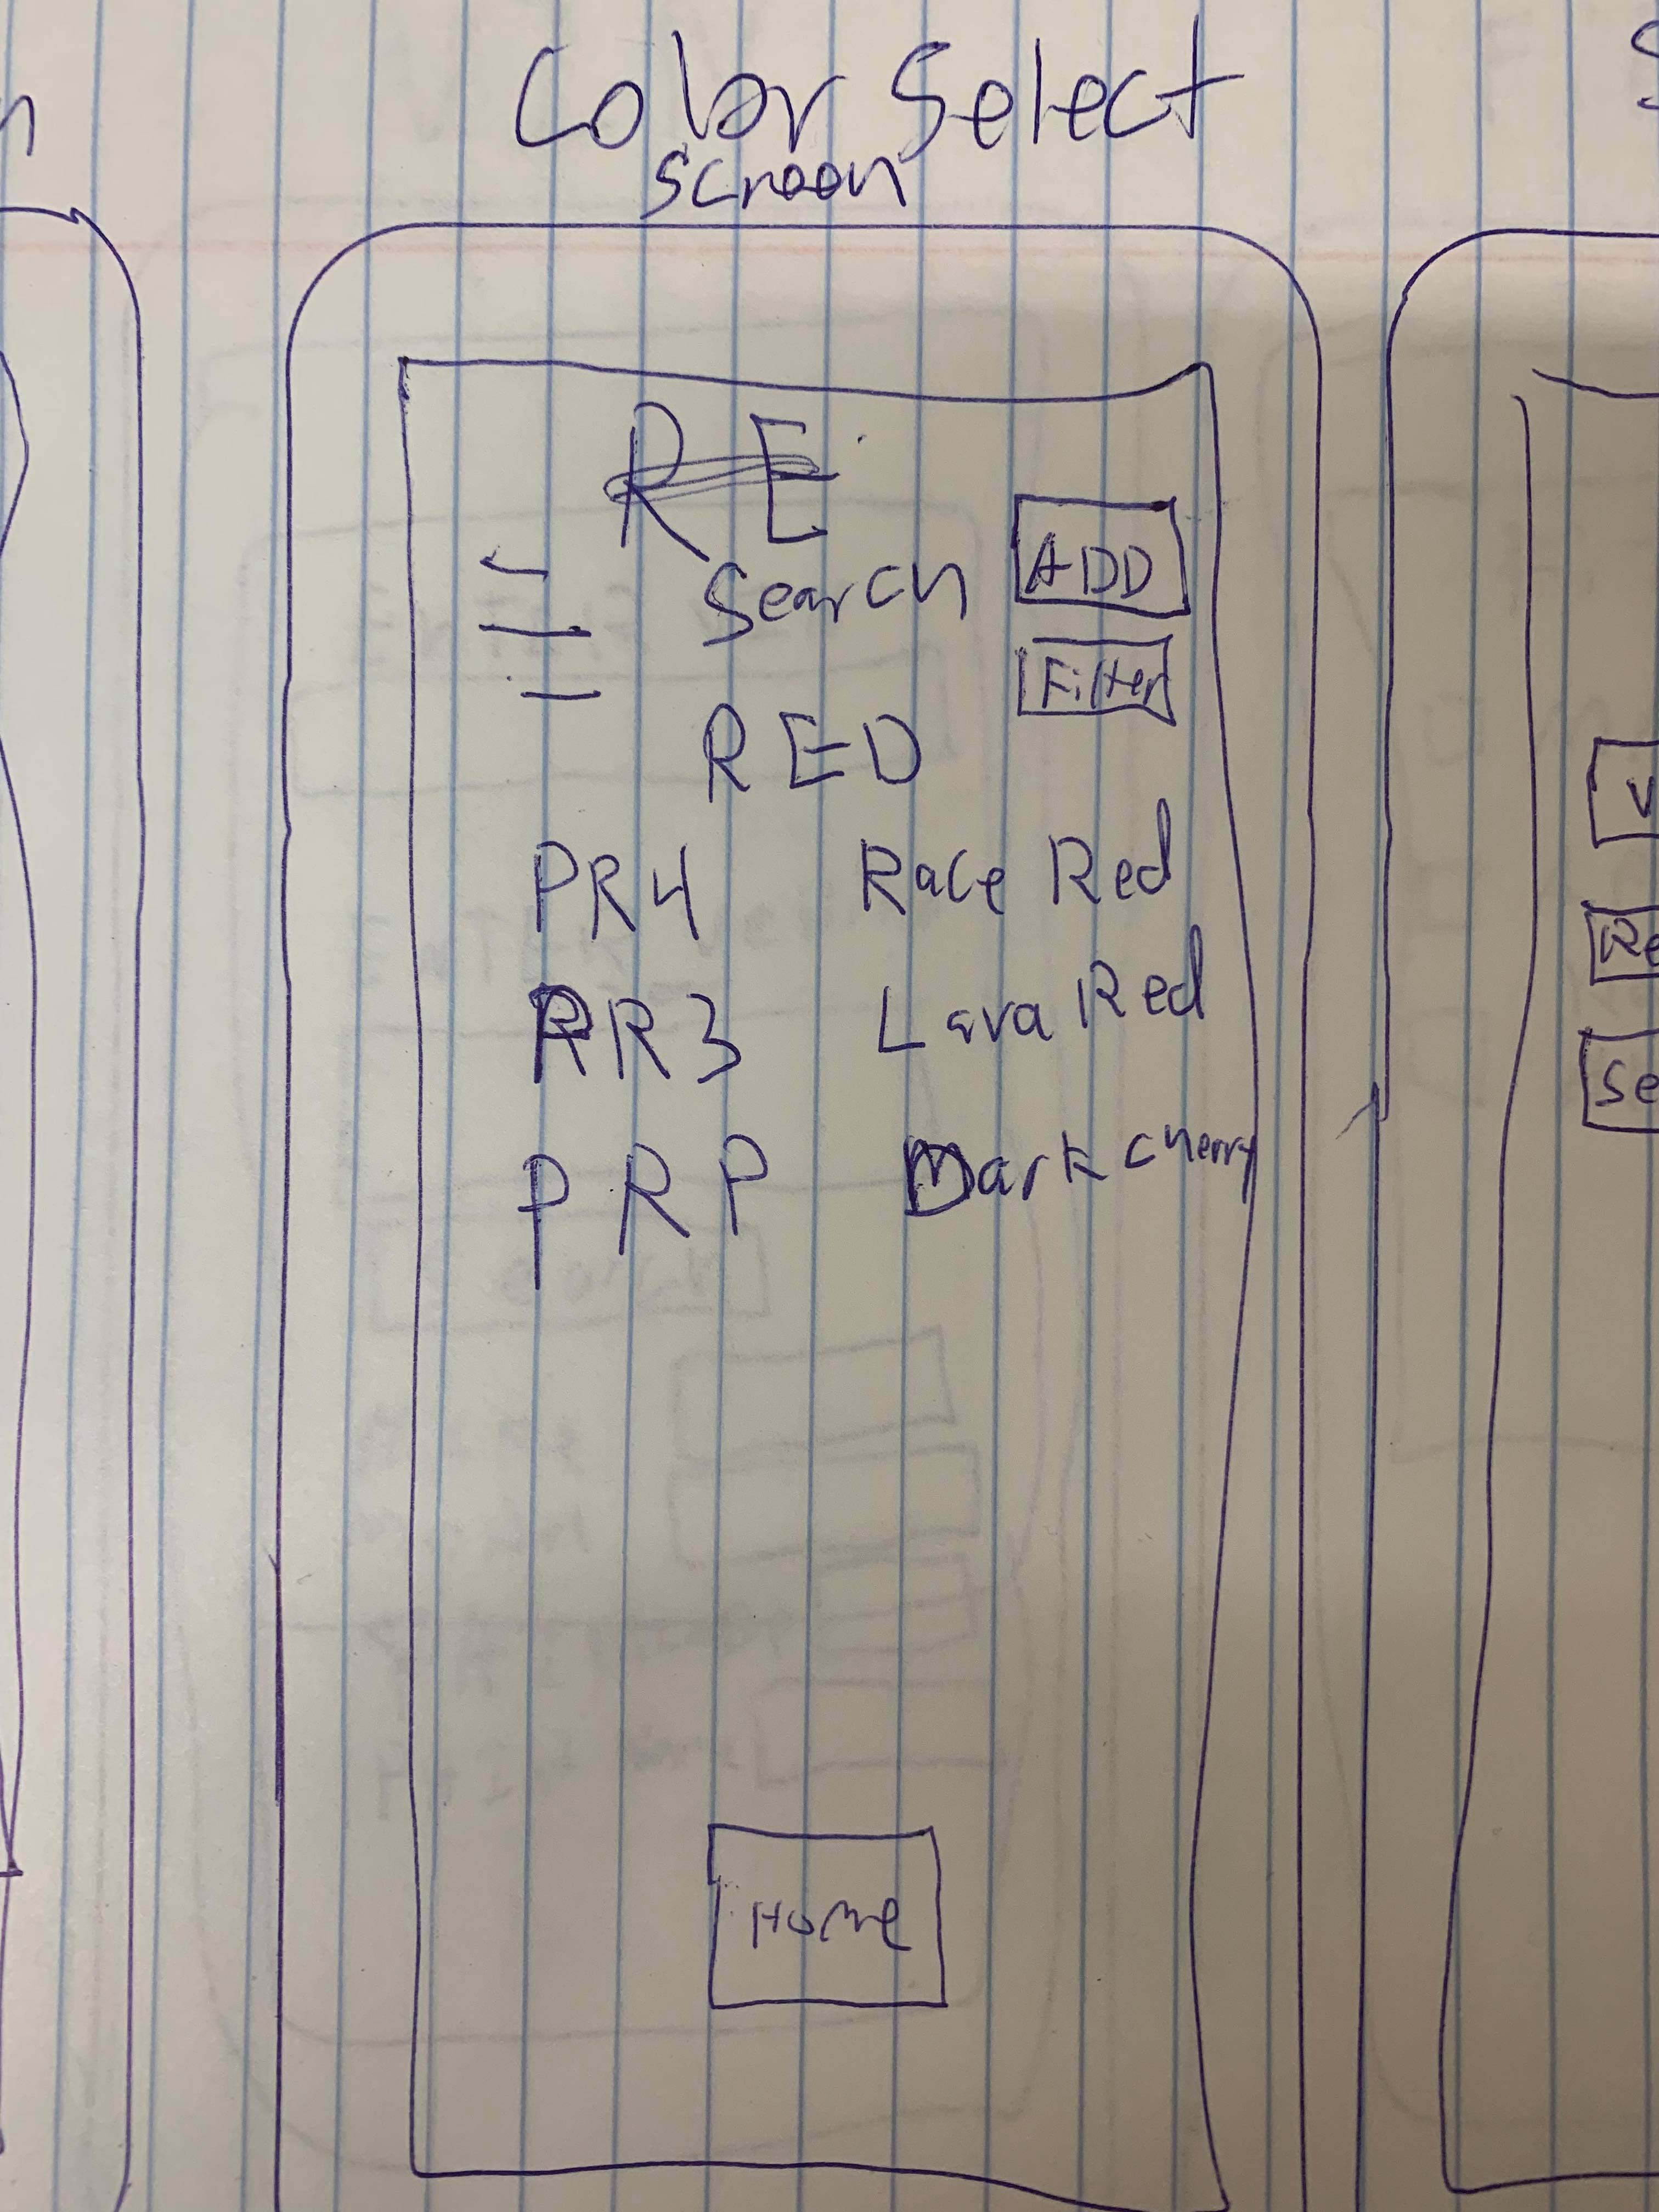 Color Select
Screen
Search
ADD
Filter
RED
PR4 Race Red
RR3 Lava Red
PRP Dark cherry
Home
Re
Se